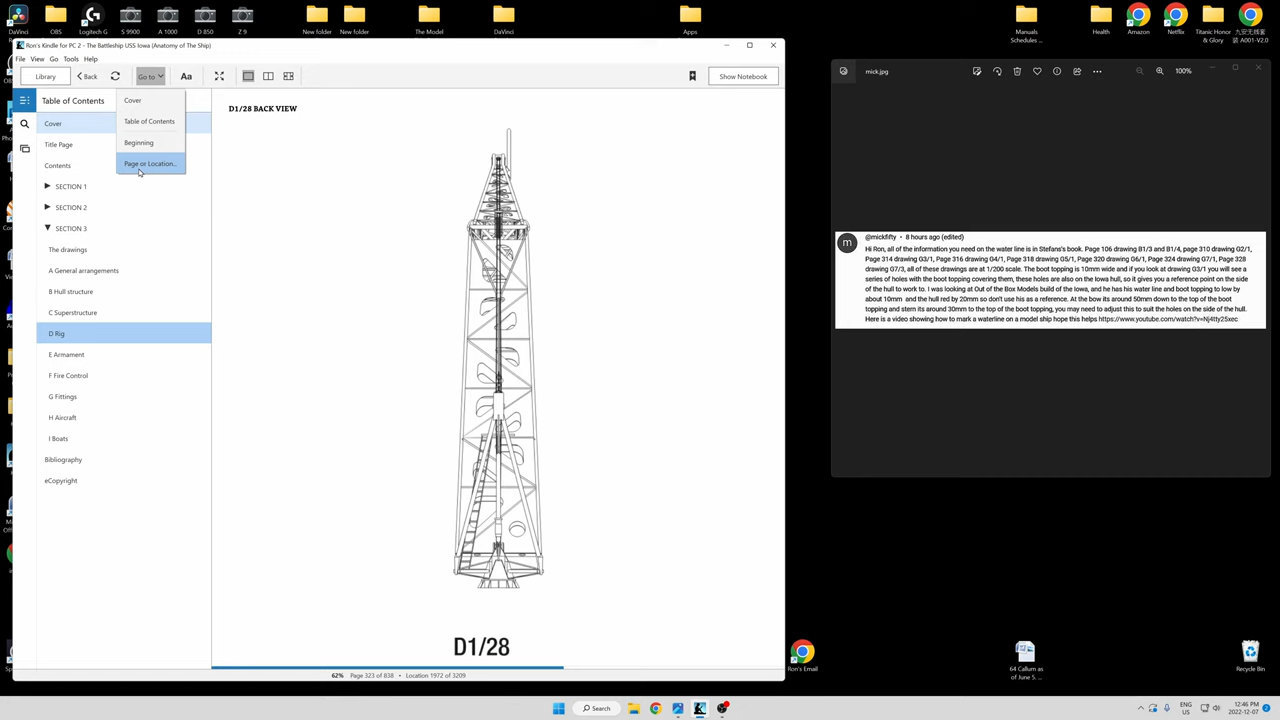 DaVinci
OBS
Logitech G
S 9900
A 1000
D 850
Z 9
New folder
New folder
The Model
DaVinci
Apps
Manuals
Schedules ...
Health
Amazon
Netflix
Titanic Honor
& Glory
A001-V2.0
Ron's Kindle for PC 2 - The Battleship USS Iowa (Anatomy of The Ship)
File View Go Tools Help
Library
Back
Go to
Aa
Show Notebook
Table of Contents
Cover
Title Page
Contents
SECTION 1
SECTION 2
SECTION 3
The drawings
A General arrangements
B Hull structure
C Superstructure
D Rig
E Armament
F Fire Control
G Fittings
H Aircraft
I Boats
Bibliography
eCopyright
Cover
Table of Contents
Beginning
Page or Location...
D1/28 BACK VIEW
D1/28
62% Page 323 of 838 • Location 1972 of 3209
mick.jpg
100%
m
@mickfifty • 8 hours ago (edited)
Hi Ron, all of the information you need on the water line is in Stefans's book. Page 106 drawing B1/3 and B1/4, page 310 drawing G2/1,
Page 314 drawing G3/1, Page 316 drawing G4/1, Page 318 drawing G5/1, Page 320 drawing G6/1, Page 324 drawing G7/1, Page 328
drawing G7/3, all of these drawings are at 1/200 scale. The boot topping is 10mm wide and if you look at drawing G3/1 you will see a
series of holes with the boot topping covering them, these holes are also on the Iowa hull, so it gives you a reference point on the side
of the hull to work to. I was looking at Out of the Box Models build of the Iowa, and he has his water line and boot topping to low by
about 10mm and the hull red by 20mm so don't use his as a reference. At the bow its around 50mm down to the top of the boot
topping and stern its around 30mm to the top of the boot topping, you may need to adjust this to suit the holes on the side of the hull.
Here is a video showing how to mark a waterline on a model ship hope this helps https://www.youtube.com/watch?v=Nj4tty25xec
Ron's Email
64 Callum as
of June 5. ...
Recycle Bin
Search
ENG
US
12:46 PM
2022-12-07